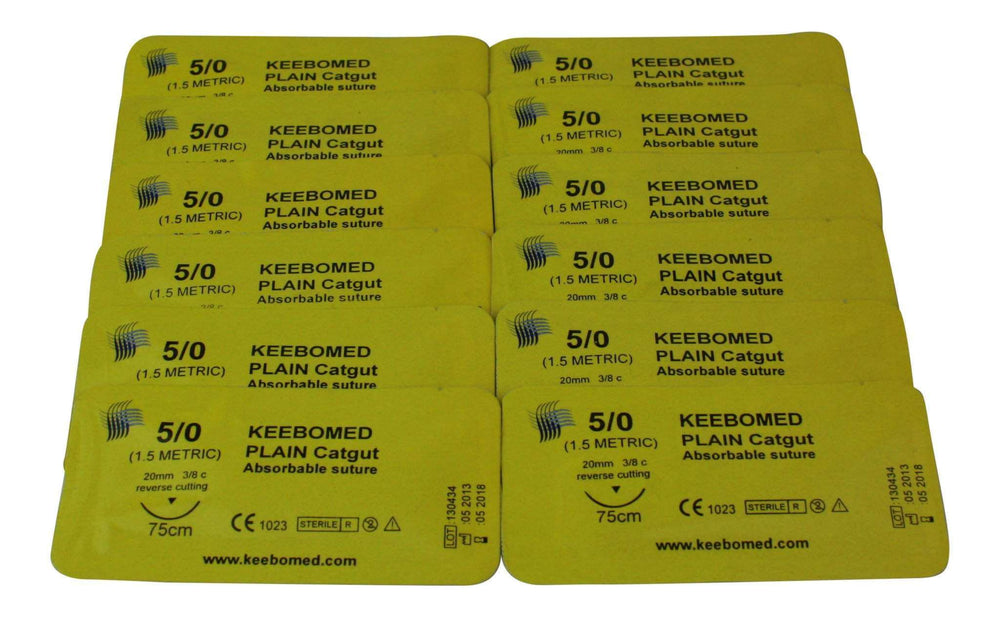 5/0
(1.5 METRIC)
KEEBOMED
PLAIN Catgut
Absorbable suture
3/8 c
5/0
(1.5 METRIC)
KEEBOMED
PLAIN Catgut
Absorbable suture
5/0
(1.5 METRIC)
KEEBOMED
PLAIN Catgut
Absorbable suture
5/0
(1.5 METRIC)
KEEBOMED
PLAIN Catgut
Absorbable suture
3/8 c
5/0
(1.5 METRIC)
KEEBOMED
PLAIN Catgut
Absorbable suture
5/0
(1.5 METRIC)
20mm 3/8 c
reverse cutting
75cm
KEEBOMED
PLAIN Catgut
Absorbable suture
CE 1023 STERILE R
www.keebomed.com
LOT :130434
:05 2013
:05 2018
5/0
(1.5 METRIC)
KEEBOMED
PLAIN Catgut
Absorbable suture
5/0
(1.5 METRIC)
20mm 3/8 c
KEEBOMED
PLAIN Catgut
Absorbable suture
5/0
(1.5 METRIC)
20mm 3/8 c
KEEBOMED
PLAIN Catgut
Absorbable suture
5/0
(1.5 METRIC)
20mm 3/8 c
KEEBOMED
PLAIN Catgut
Absorbable suture
5/0
(1.5 METRIC)
20mm 3/8 c
KEEBOMED
PLAIN Catgut
Absorbable suture
5/0
(1.5 METRIC)
20mm 3/8 c
reverse cutting
75cm
KEEBOMED
PLAIN Catgut
Absorbable suture
CE 1023 STERILE R
www.keebomed.com
LOT :130434
:05 2013
:05 2018